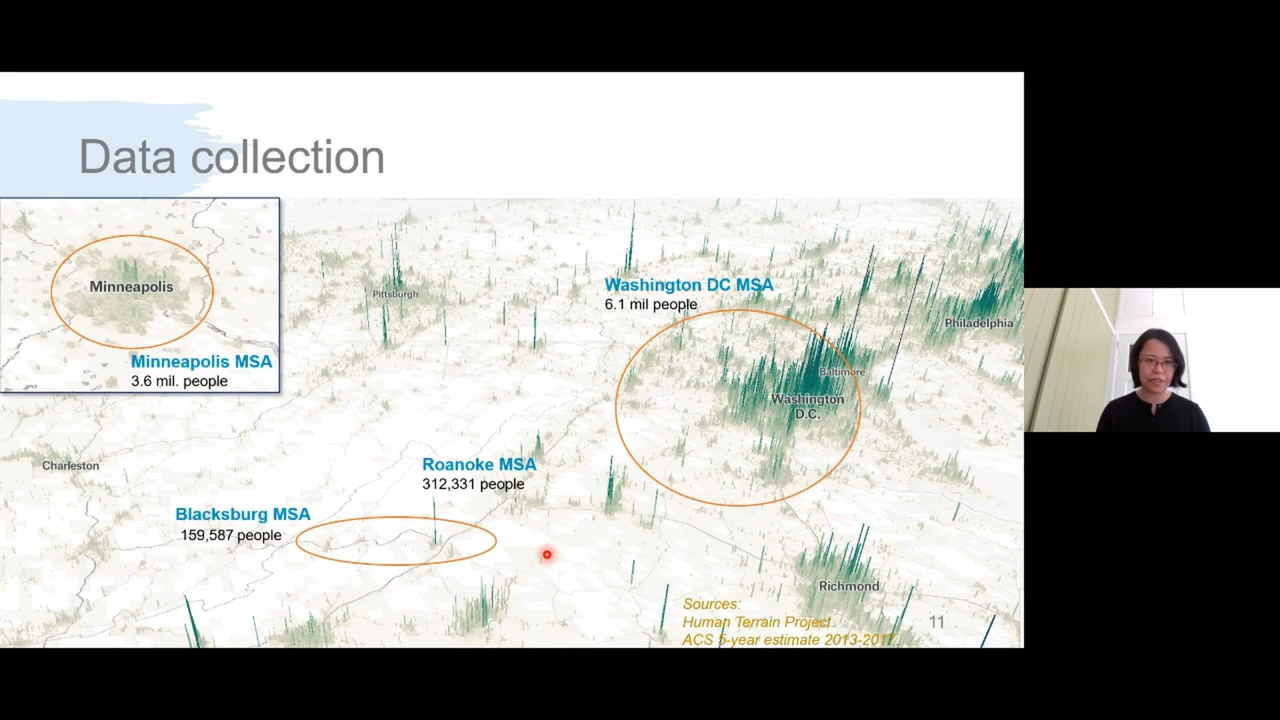 Data collection
Minneapolis
Minneapolis MSA
3.6 mil. people
Pittsburgh
Washington DC MSA
6.1 mil people
Philadelphia
Baltimore
Washington
D.C.
Charleston
Roanoke MSA
312,331 people
Blacksburg MSA
159,587 people
Richmond
Sources:
Human Terrain Project
ACS 5-year estimate 2013-2017
11